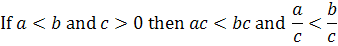 If a < b and c > 0 then ac < bc and a/c < b/c